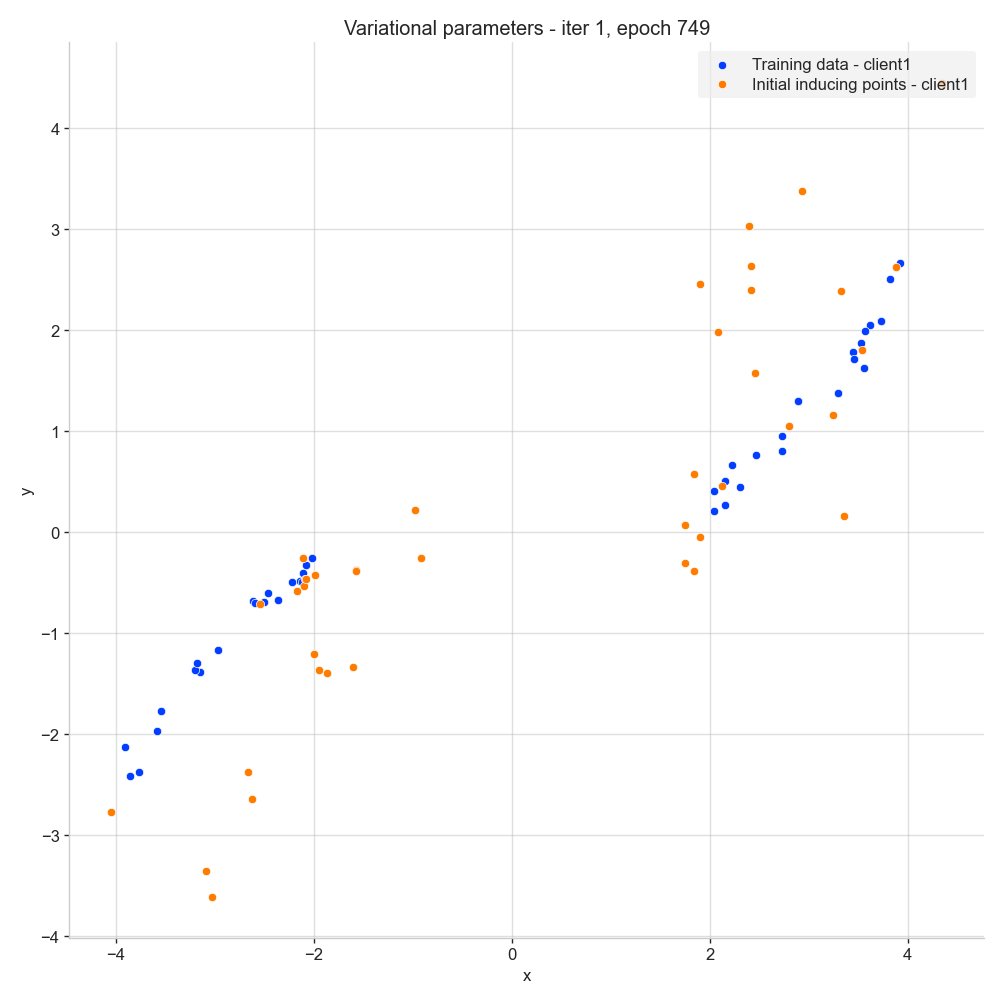 Variational parameters - iter 1, epoch 749
Training data - client1
Initial inducing points - client1
4
3
2
1
0
−1
−2
−3
−4
y
−4 −2 0 2 4
x